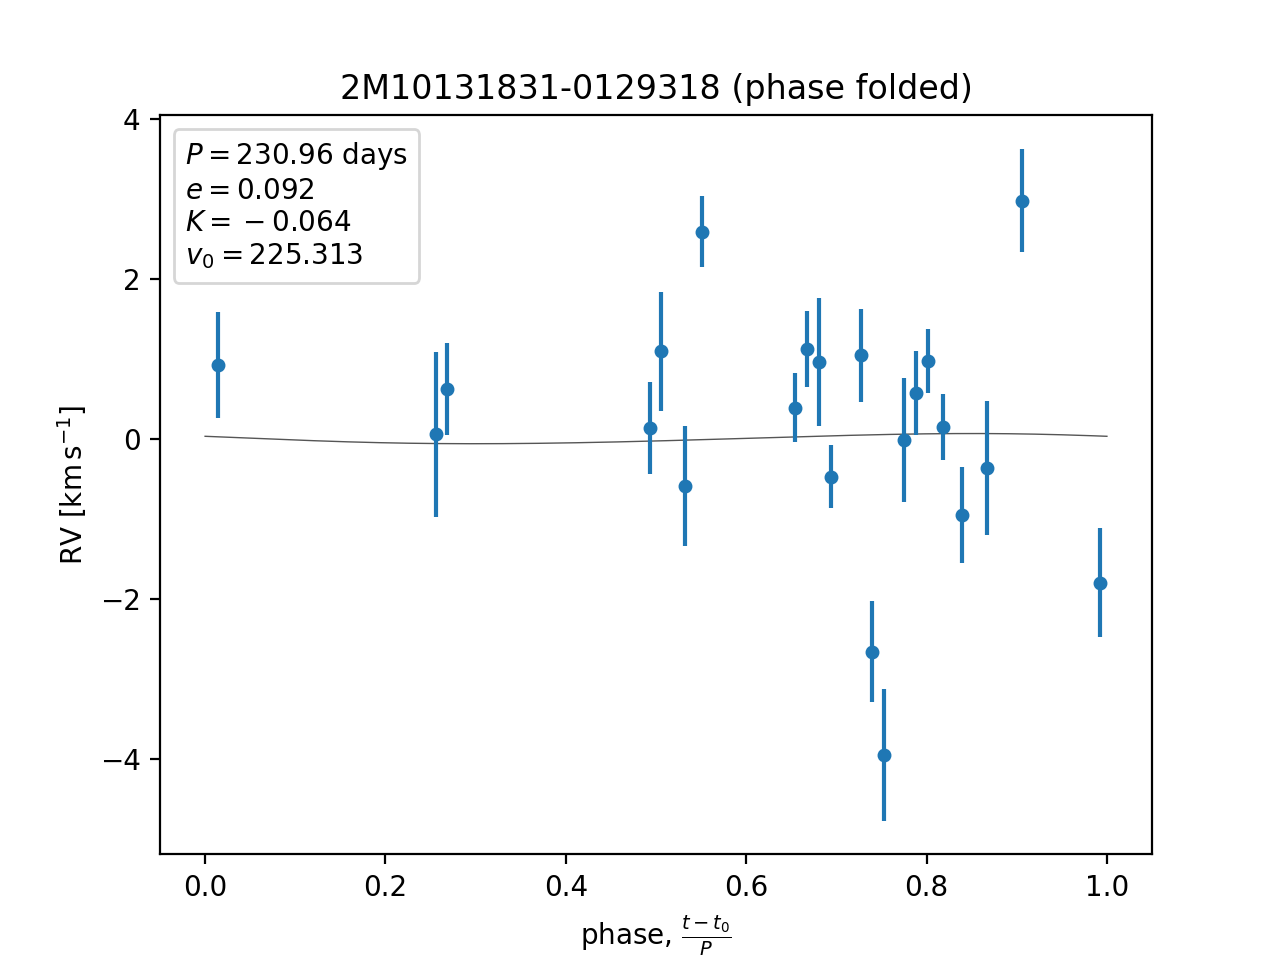 2M10131831-0129318 (phase folded)
P = 230.96 days
e = 0.092
K = −0.064
v₀ = 225.313
4
2
0
−2
−4
RV [km s⁻¹]
0.0 0.2 0.4 0.6 0.8 1.0
phase, (t − t₀)/P